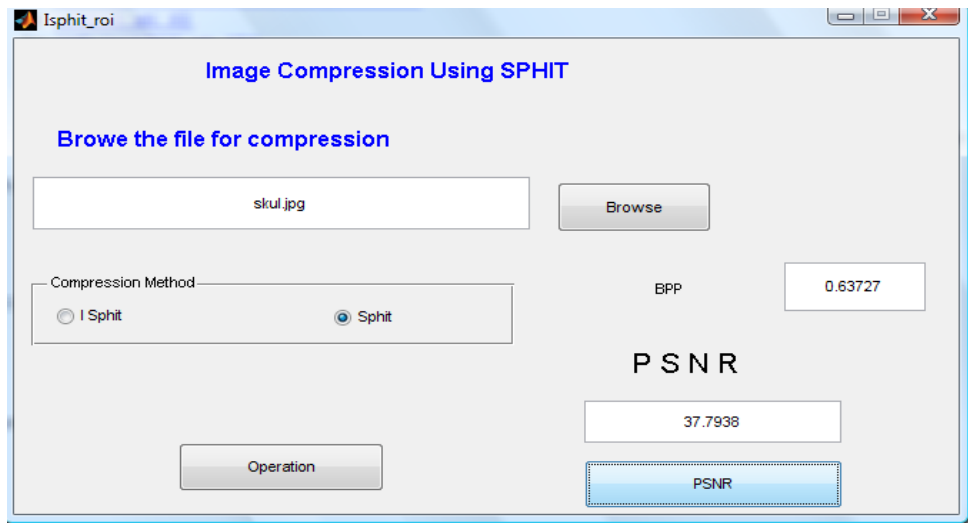 Isphit_roi
Image Compression Using SPHIT
Browe the file for compression
skul.jpg
Browse
Compression Method
I Sphit
Sphit
BPP
0.63727
P S N R
37.7938
Operation
PSNR